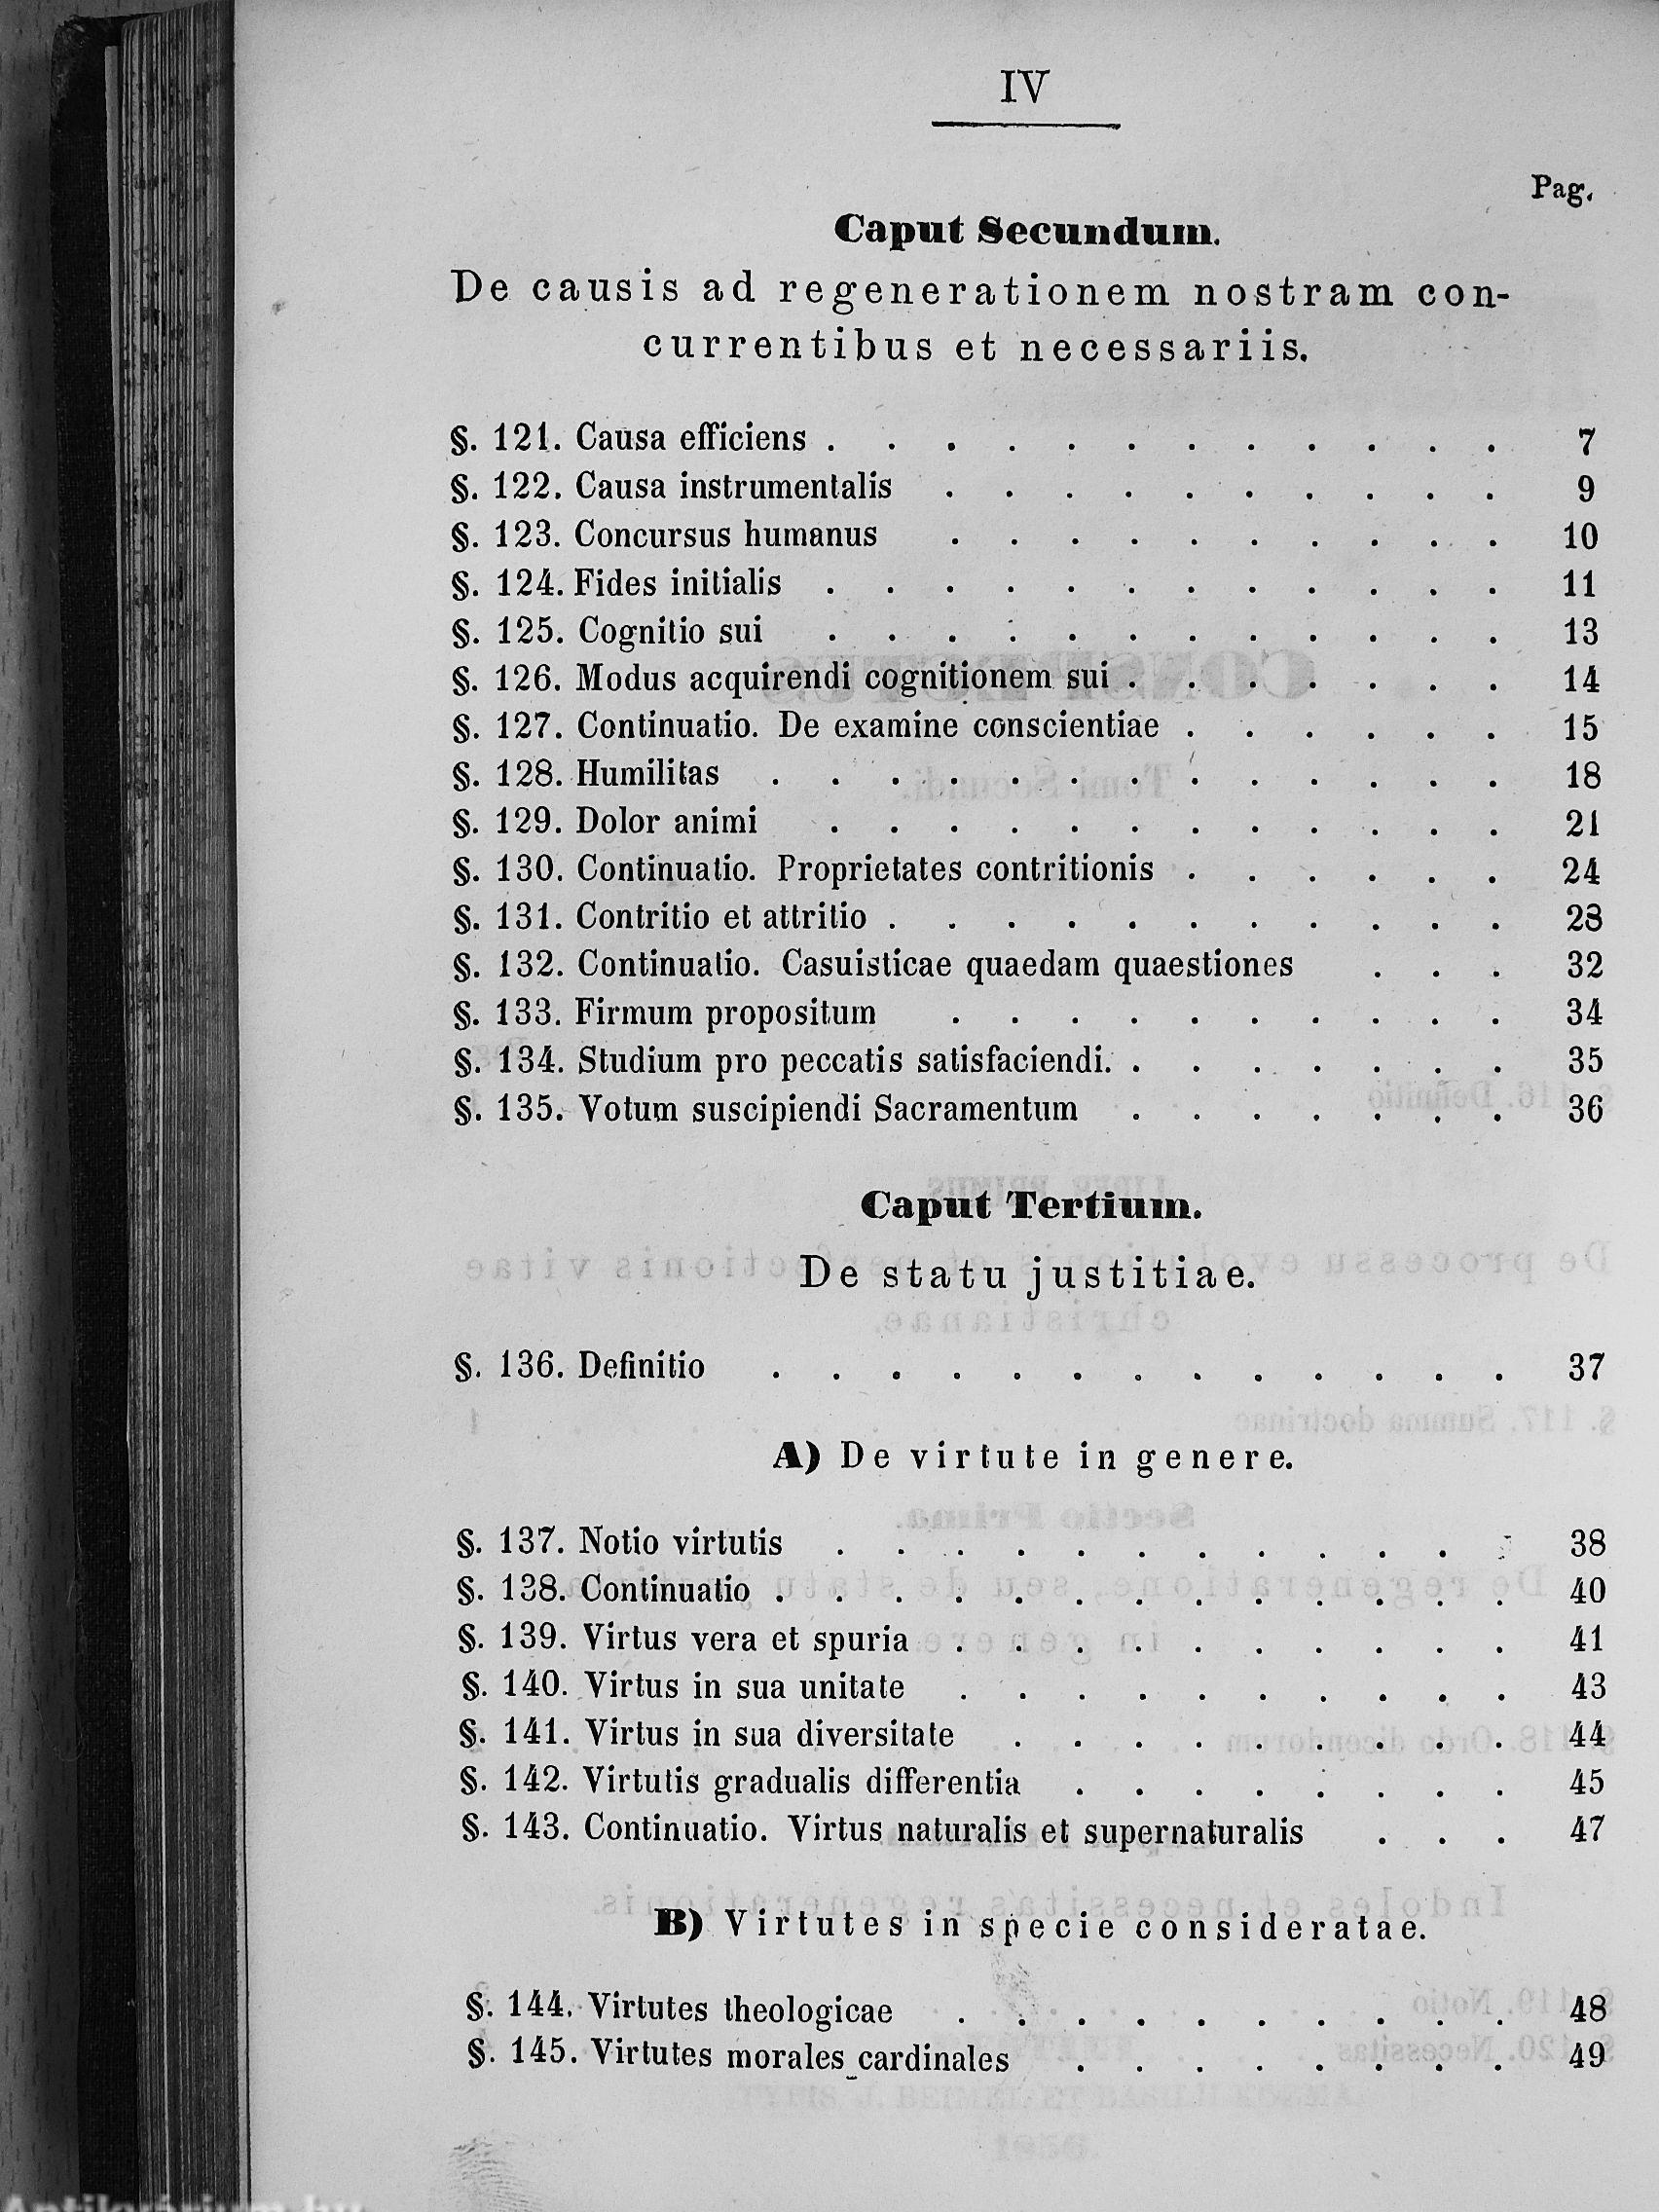 IV
Pag.
Caput Secundum.
De causis ad regenerationem nostram con-
currentibus et necessariis.
§. 121. Causa efficiens . . . . . . . . . . . . 7
§. 122. Causa instrumentalis . . . . . . . . . . 9
§. 123. Concursus humanus . . . . . . . . . . 10
§. 124. Fides initialis . . . . . . . . . . . . 11
§. 125. Cognitio sui . . . . . . . . . . . . 13
§. 126. Modus acquirendi cognitionem sui . . . . . . . 14
§. 127. Continuatio. De examine conscientiae . . . . . . 15
§. 128. Humilitas . . . . . . . . . . . . . 18
§. 129. Dolor animi . . . . . . . . . . . . 21
§. 130. Continuatio. Proprietates contritionis . . . . . . 24
§. 131. Contritio et attritio . . . . . . . . . . . 28
§. 132. Continuatio. Casuisticae quaedam quaestiones . . . 32
§. 133. Firmum propositum . . . . . . . . . . 34
§. 134. Studium pro peccatis satisfaciendi. . . . . . . . 35
§. 135. Votum suscipiendi Sacramentum . . . . . . . 36
Caput Tertium.
De statu justitiae.
§. 136. Definitio . . . . . . . . . . . . . 37
A) De virtute in genere.
§. 137. Notio virtutis . . . . . . . . . . . . 38
§. 138. Continuatio . . . . . . . . . . . . . 40
§. 139. Virtus vera et spuria . . . . . . . . . . 41
§. 140. Virtus in sua unitate . . . . . . . . . . 43
§. 141. Virtus in sua diversitate . . . . . . . . . 44
§. 142. Virtutis gradualis differentia . . . . . . . . 45
§. 143. Continuatio. Virtus naturalis et supernaturalis . . . 47
B) Virtutes in specie consideratae.
§. 144. Virtutes theologicae . . . . . . . . . . 48
§. 145. Virtutes morales cardinales . . . . . . . . 49